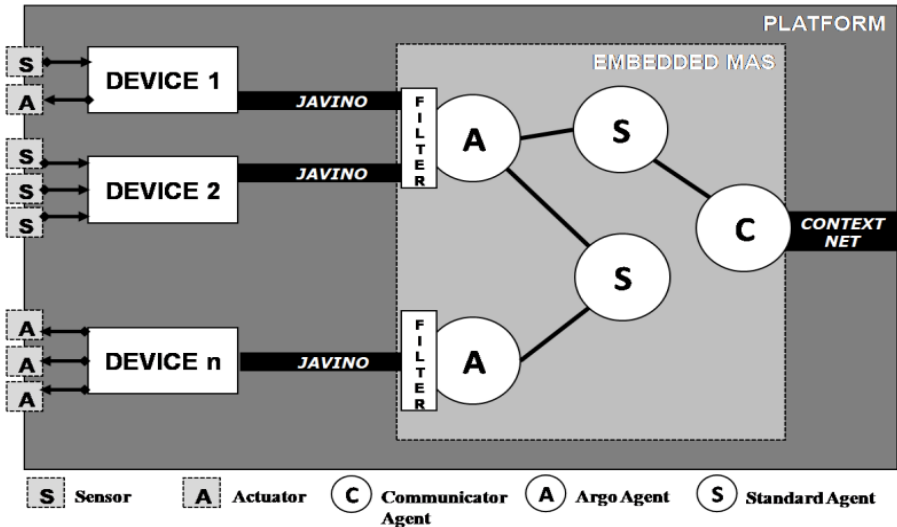 PLATFORM
EMBEDDED MAS
S
A
DEVICE 1
JAVINO
FILTER
A
S
S
S
S
DEVICE 2
JAVINO
C
CONTEXT
NET
S
A
A
A
DEVICE n
JAVINO
FILTER
A
S Sensor
A Actuator
C Communicator
Agent
A Argo Agent
S Standard Agent